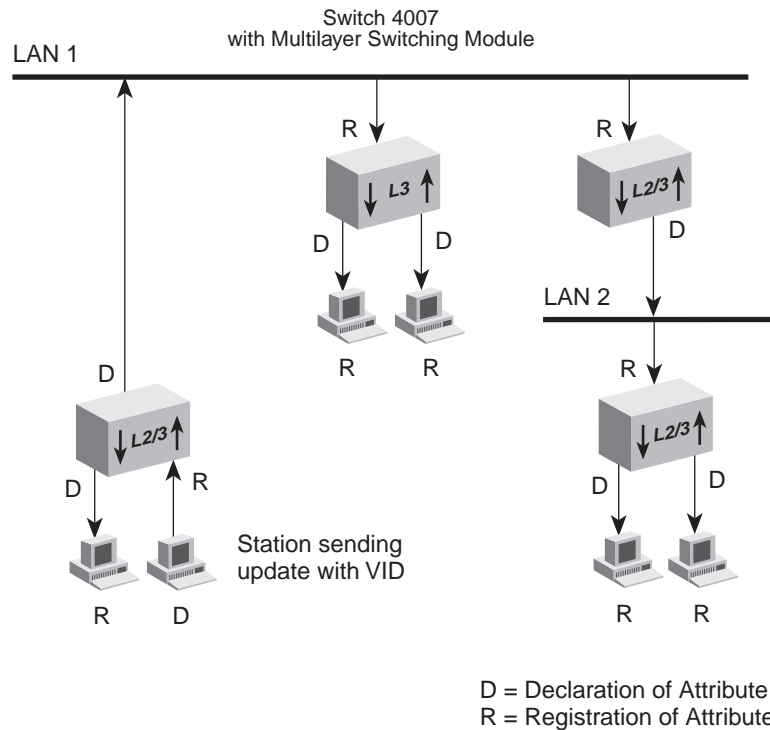 Switch 4007
with Multilayer Switching Module
LAN 1
R
R
L3
L2/3
D
D
D
LAN 2
D
R
L2/3
L2/3
D
R
D
D
Station sending
update with VID
R
R
R
D
R
R
D = Declaration of Attribute
R = Registration of Attribute